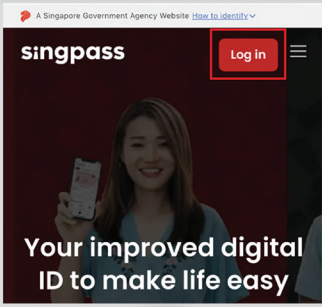 A Singapore Government Agency Website How to identify
singpass
Log in
Your improved digital
ID to make life easy